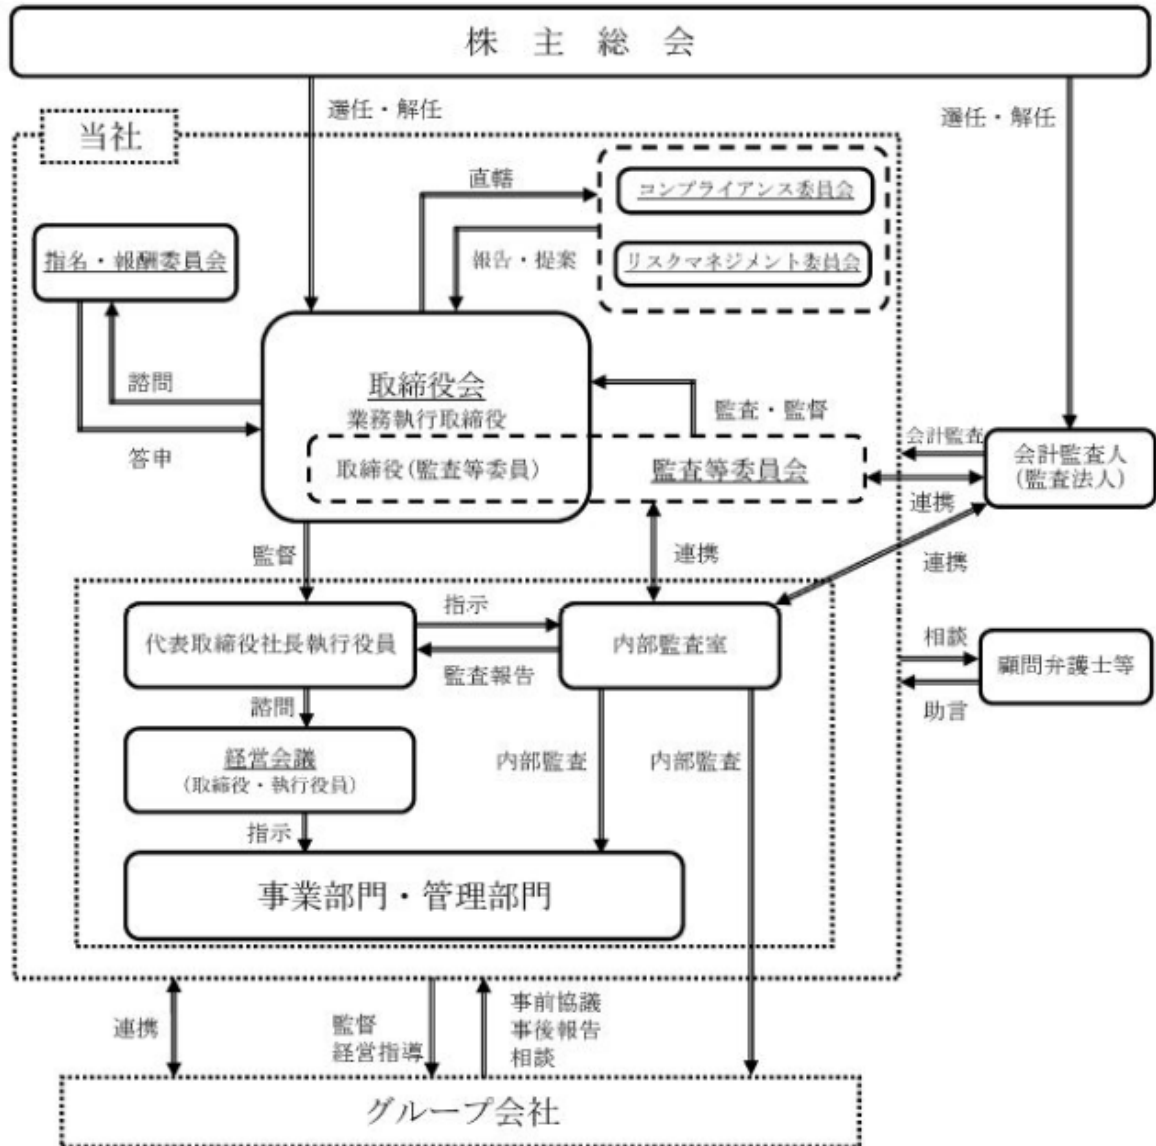 株 主 総 会
選任・解任
選任・解任
当社
直轄
コンプライアンス委員会
指名・報酬委員会
報告・提案
リスクマネジメント委員会
諮問
取締役会
業務執行取締役
監査・監督
答申
取締役(監査等委員)
監査等委員会
会計監査
会計監査人
(監査法人)
連携
監督
連携
連携
代表取締役社長執行役員
指示
内部監査室
監査報告
相談
顧問弁護士等
助言
諮問
経営会議
(取締役・執行役員)
内部監査
内部監査
指示
事業部門・管理部門
連携
監督
経営指導
事前協議
事後報告
相談
グループ会社